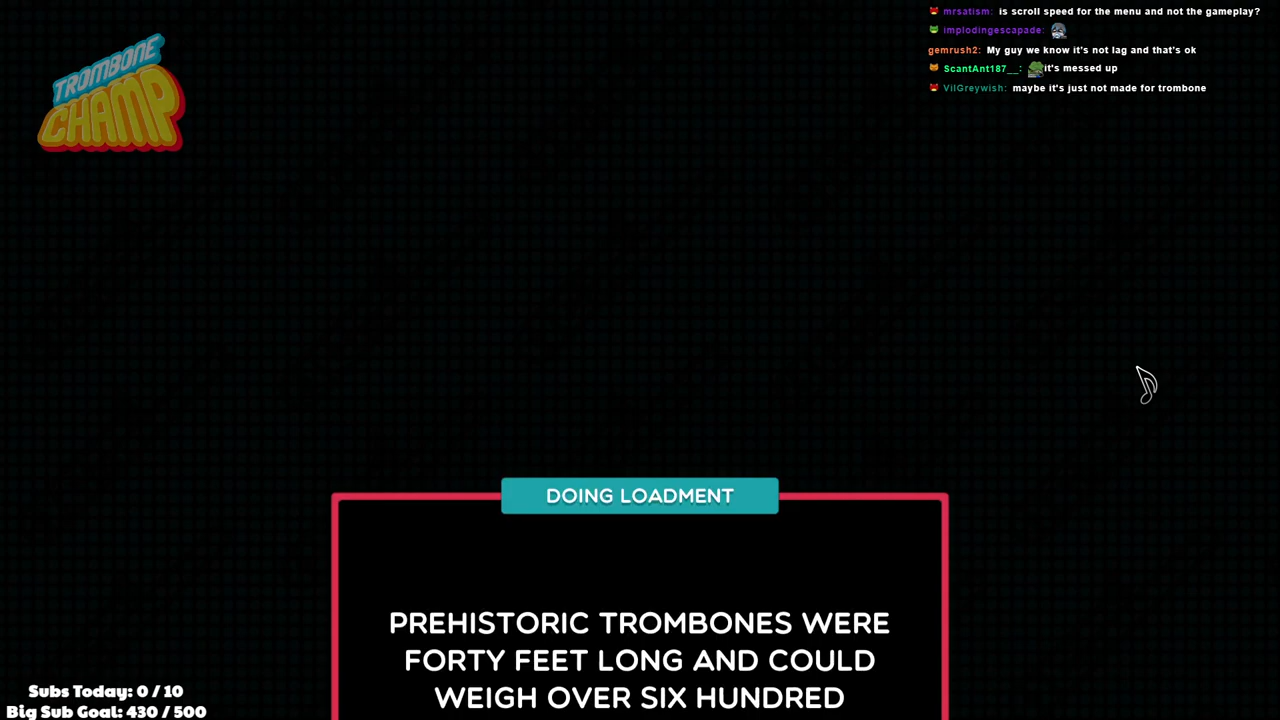 TROMBONE
CHAMP
mrsatism: is scroll speed for the menu and not the gameplay?
implodingescapade:
gemrush2: My guy we know it's not lag and that's ok
ScantAnt187__: it's messed up
VilGreywish: maybe it's just not made for trombone
DOING LOADMENT
PREHISTORIC TROMBONES WERE
FORTY FEET LONG AND COULD
WEIGH OVER SIX HUNDRED
Subs Today: 0 / 10
Big Sub Goal: 430 / 500